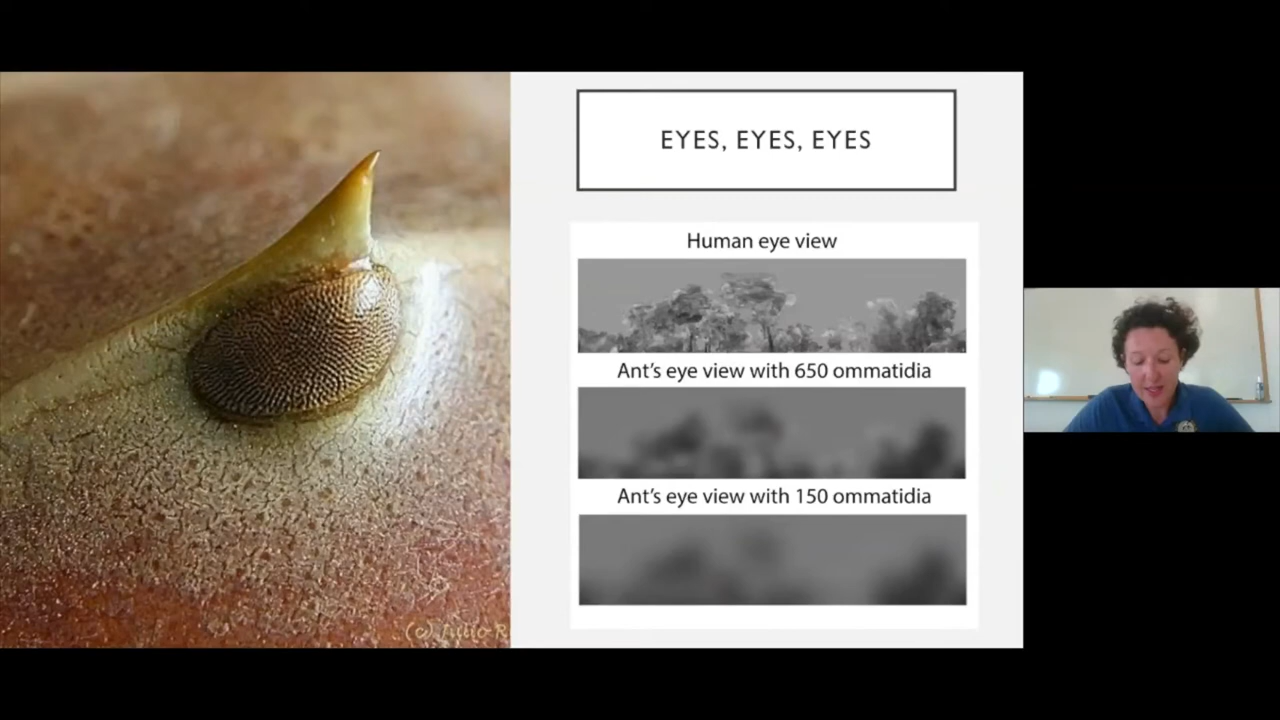 EYES, EYES, EYES
Human eye view
Ant's eye view with 650 ommatidia
Ant's eye view with 150 ommatidia
(c)